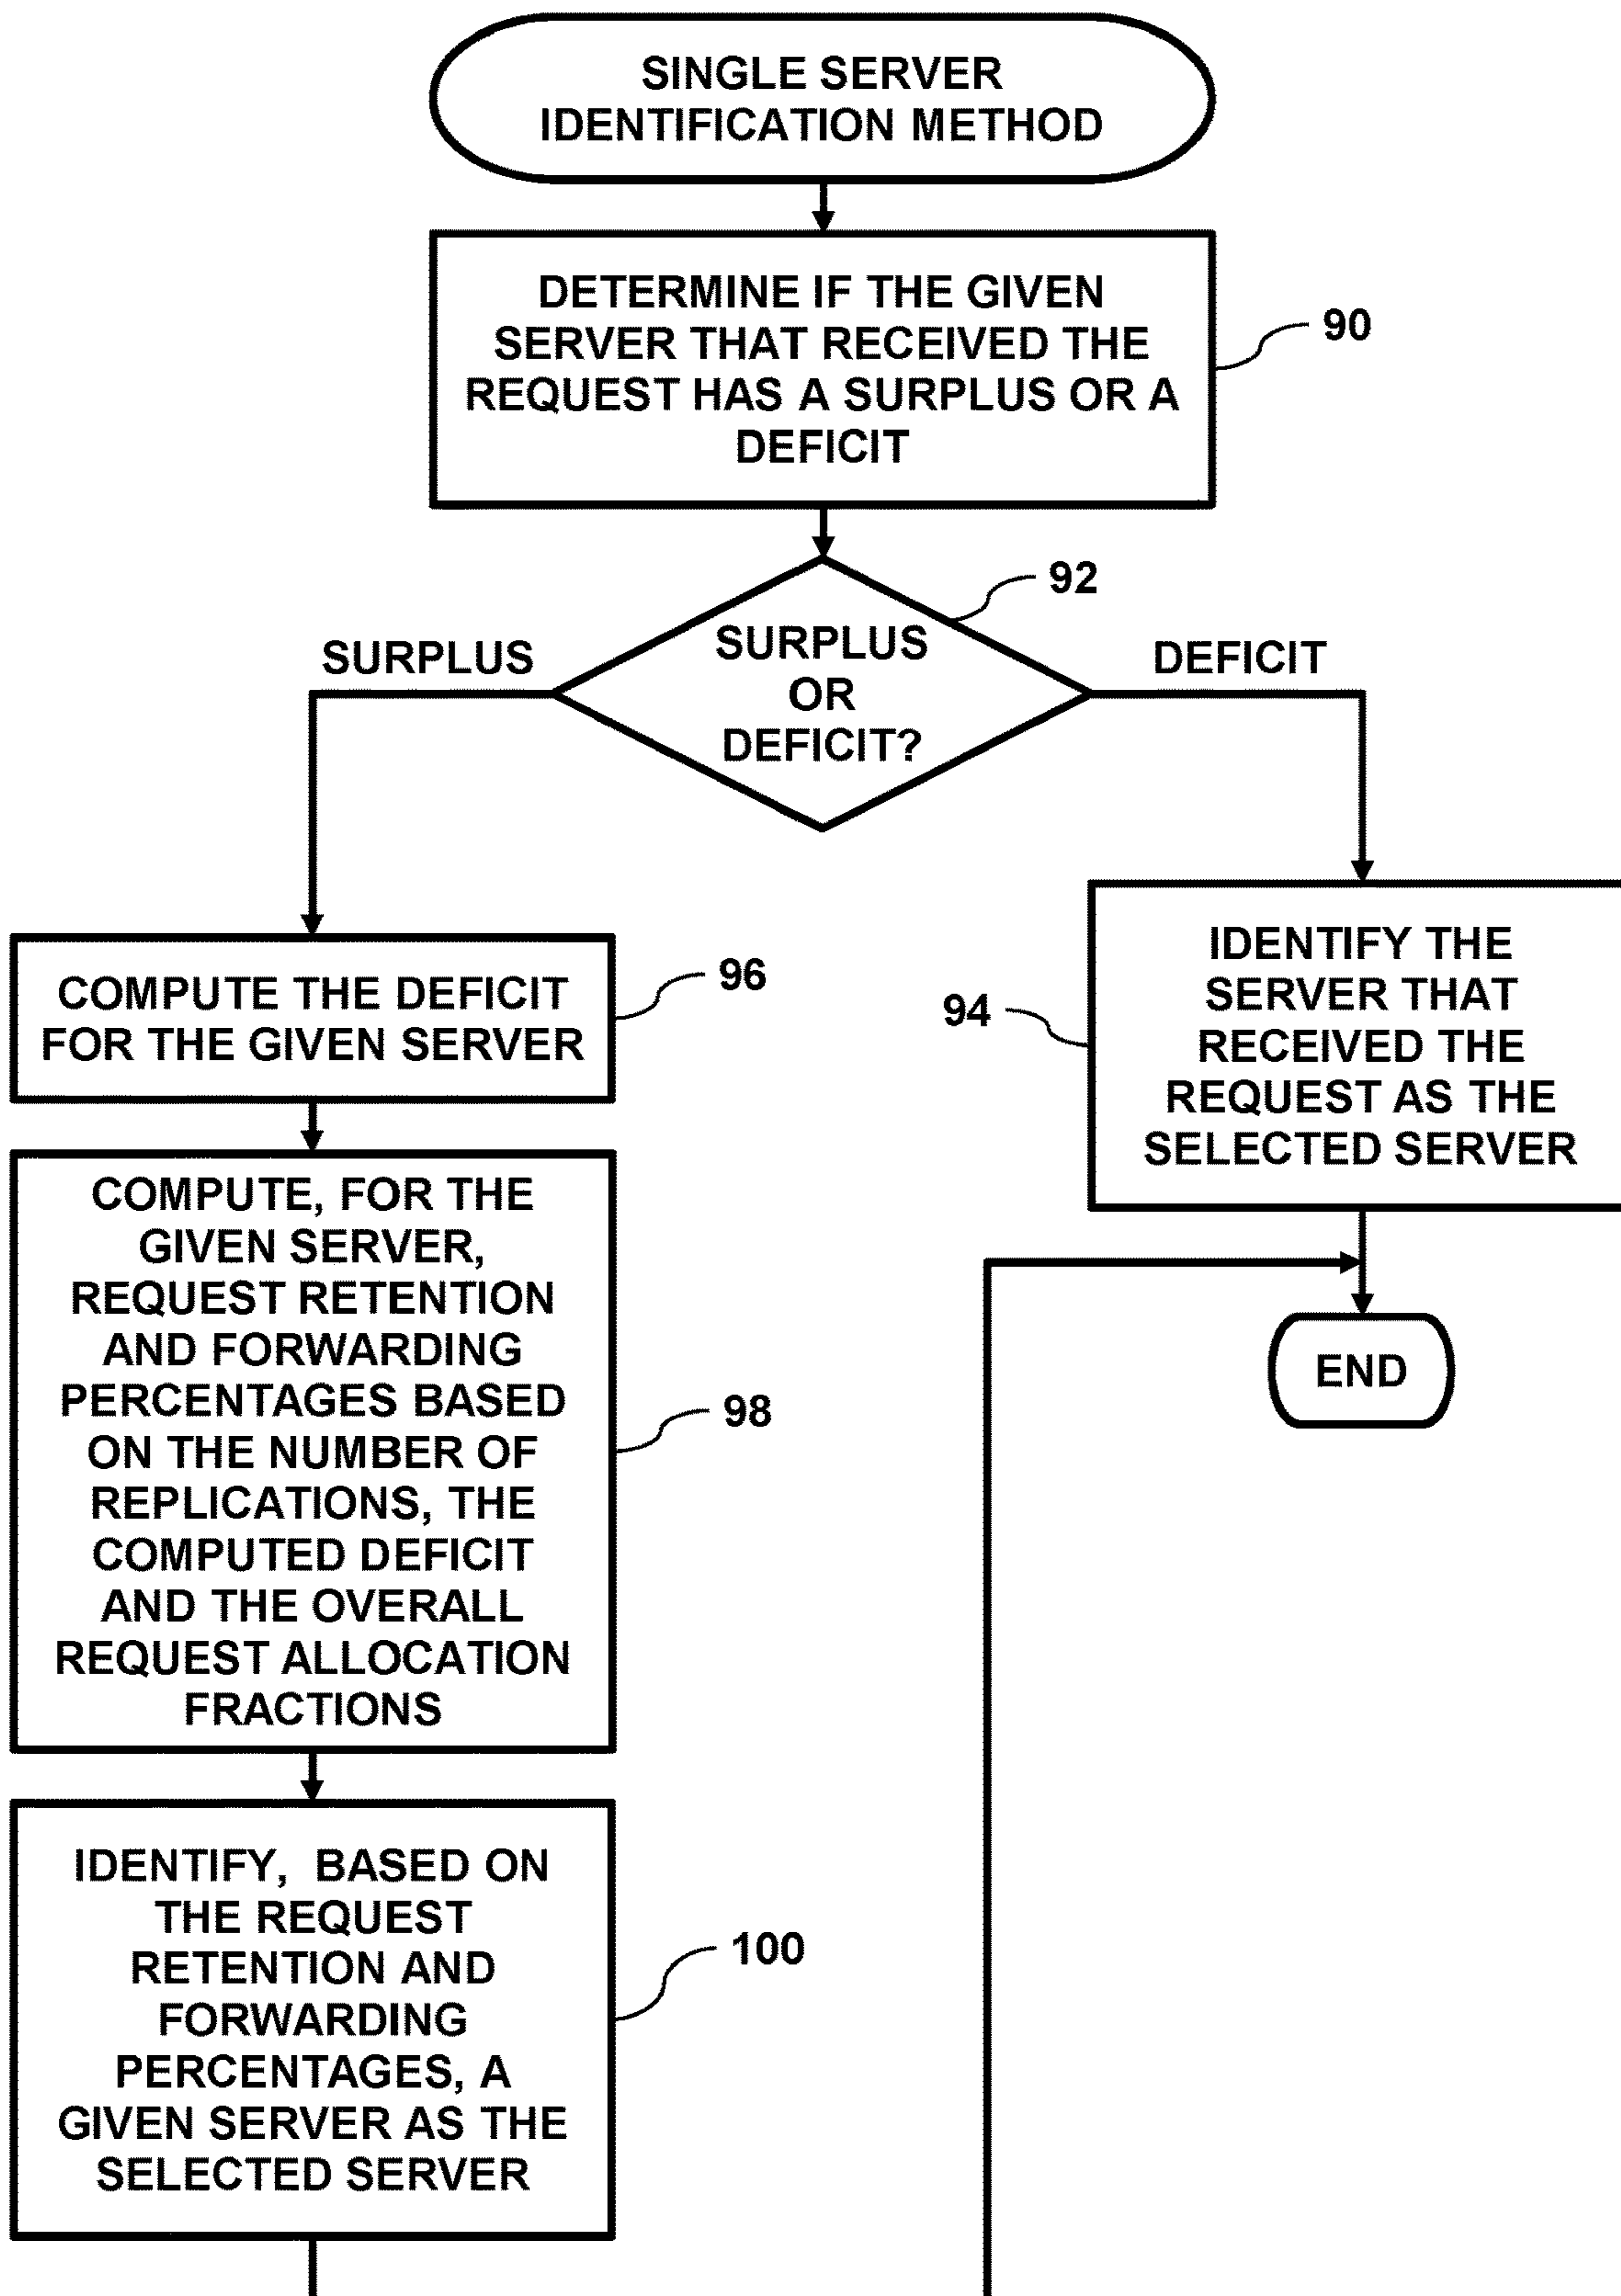 SINGLE SERVER
IDENTIFICATION METHOD
DETERMINE IF THE GIVEN
SERVER THAT RECEIVED THE
REQUEST HAS A SURPLUS OR A
DEFICIT
90
92
SURPLUS
OR
DEFICIT?
SURPLUS
DEFICIT
COMPUTE THE DEFICIT
FOR THE GIVEN SERVER
96
IDENTIFY THE
SERVER THAT
RECEIVED THE
REQUEST AS THE
SELECTED SERVER
94
COMPUTE, FOR THE
GIVEN SERVER,
REQUEST RETENTION
AND FORWARDING
PERCENTAGES BASED
ON THE NUMBER OF
REPLICATIONS, THE
COMPUTED DEFICIT
AND THE OVERALL
REQUEST ALLOCATION
FRACTIONS
98
END
IDENTIFY, BASED ON
THE REQUEST
RETENTION AND
FORWARDING
PERCENTAGES, A
GIVEN SERVER AS THE
SELECTED SERVER
100